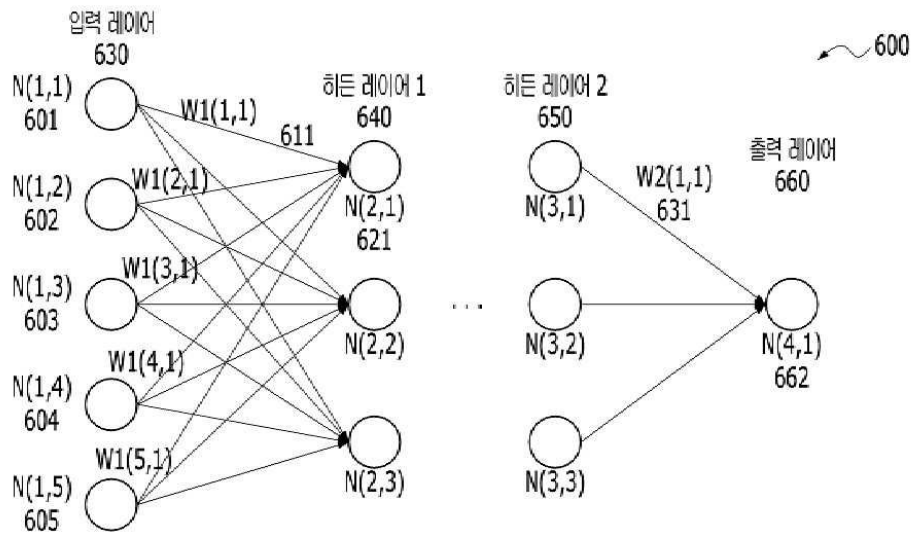 입력 레이어
630
600
N(1,1)
601
W1(1,1)
611
히든 레이어 1
640
히든 레이어 2
650
출력 레이어
660
N(1,2)
602
W1(2,1)
N(2,1)
621
N(3,1)
W2(1,1)
631
N(1,3)
603
W1(3,1)
N(2,2)
...
N(3,2)
N(4,1)
662
N(1,4)
604
W1(4,1)
N(1,5)
605
W1(5,1)
N(2,3)
N(3,3)